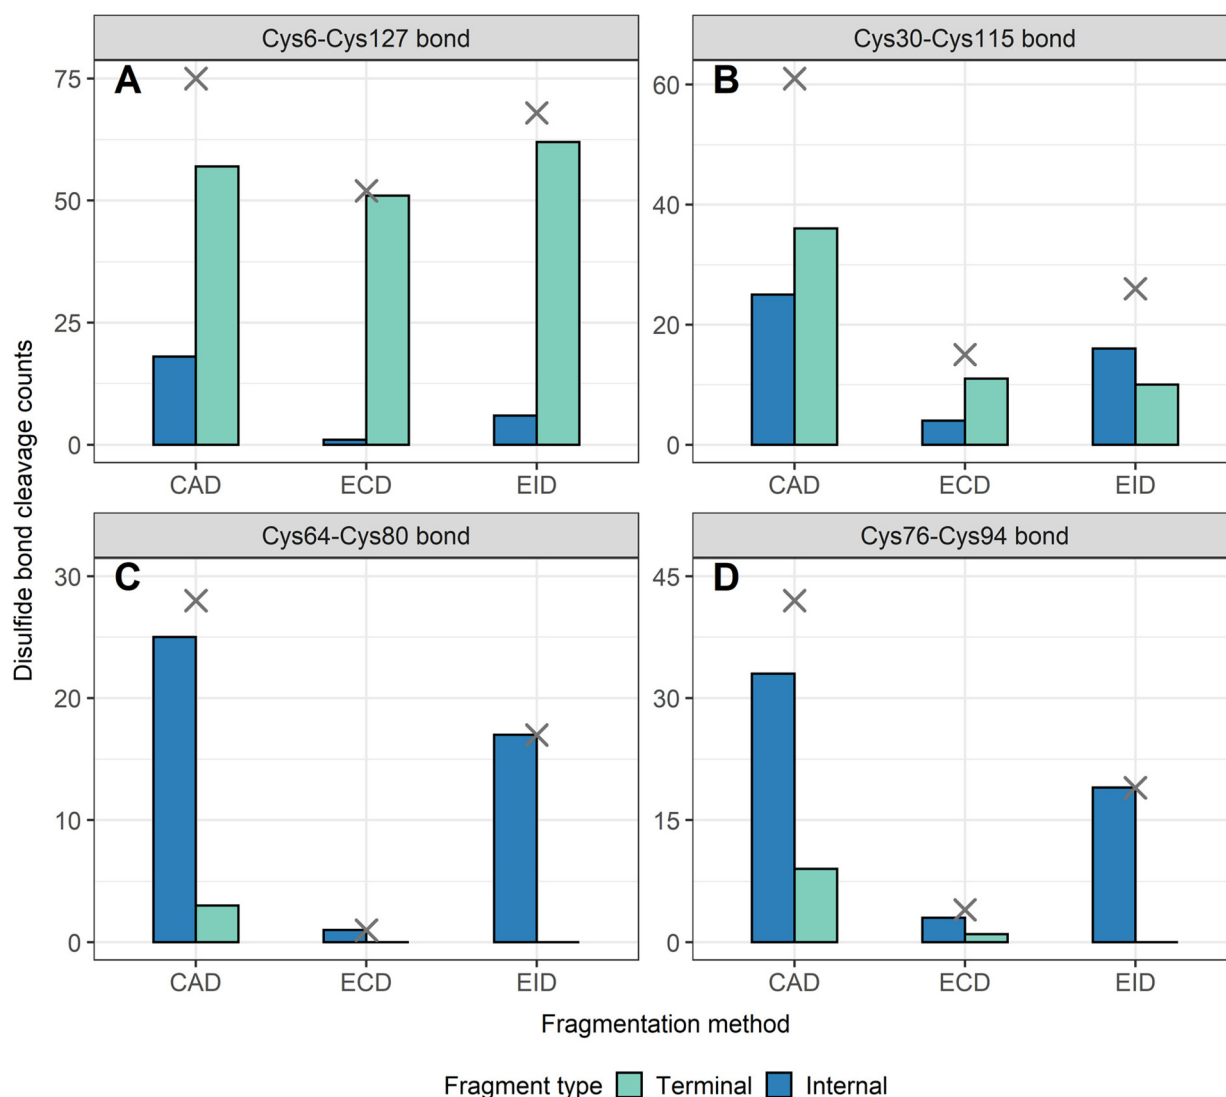 Disulfide bond cleavage counts
Cys6-Cys127 bond
A
75
50
25
0
CAD ECD EID
Cys30-Cys115 bond
B
60
40
20
0
CAD ECD EID
Cys64-Cys80 bond
C
30
20
10
0
CAD ECD EID
Cys76-Cys94 bond
D
45
30
15
0
CAD ECD EID
Fragmentation method
Fragment type Terminal Internal